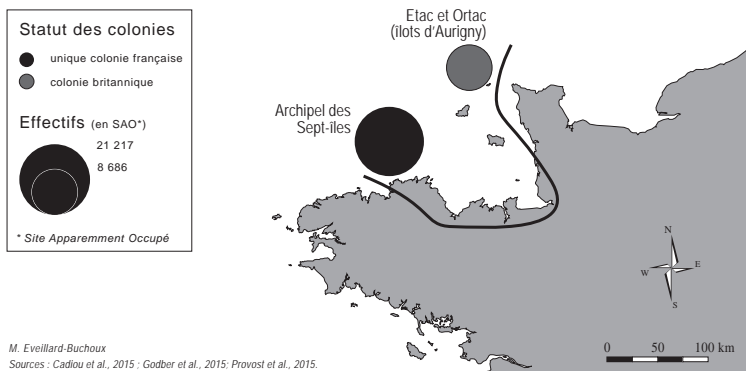 Statut des colonies
unique colonie française
colonie britannique
Effectifs (en SAO*)
21 217
8 686
* Site Apparemment Occupé
Etac et Ortac
(îlots d'Aurigny)
Archipel des
Sept-îles
N
W
E
S
0 50 100 km
M. Eveillard-Buchoux
Sources : Cadiou et al., 2015 ; Godber et al., 2015; Provost et al., 2015.